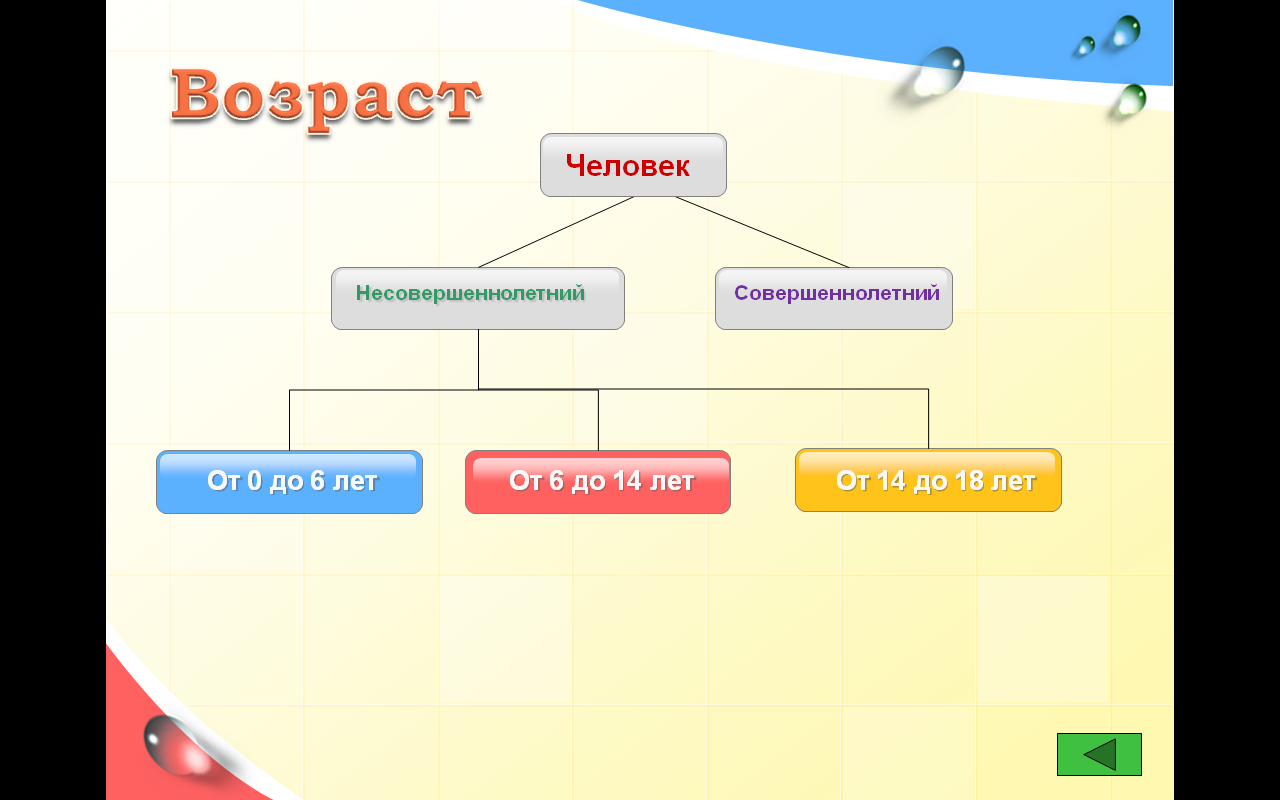 Возраст
Человек
Несовершеннолетний
Совершеннолетний
От 0 до 6 лет
От 6 до 14 лет
От 14 до 18 лет